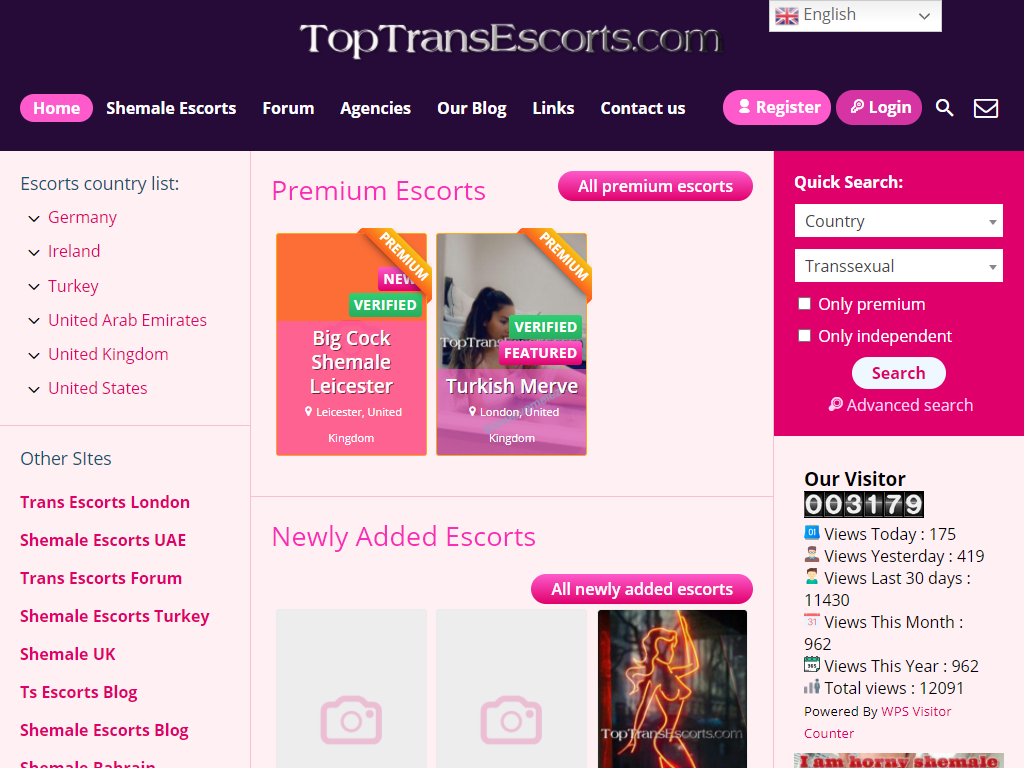 English
TopTransEscorts.com
Home
Shemale Escorts
Forum
Agencies
Our Blog
Links
Contact us
Register
Login
Escorts country list:
Germany
Ireland
Turkey
United Arab Emirates
United Kingdom
United States
Other SItes
Trans Escorts London
Shemale Escorts UAE
Trans Escorts Forum
Shemale Escorts Turkey
Shemale UK
Ts Escorts Blog
Shemale Escorts Blog
Shemale Bahrain
Premium Escorts
All premium escorts
PREMIUM
NEW
VERIFIED
Big Cock
Shemale
Leicester
Leicester, United
Kingdom
PREMIUM
VERIFIED
FEATURED
Turkish Merve
London, United
Kingdom
Newly Added Escorts
All newly added escorts
TopTransEscorts.com
Quick Search:
Country
Transsexual
Only premium
Only independent
Search
Advanced search
Our Visitor
003179
Views Today : 175
Views Yesterday : 419
Views Last 30 days :
11430
Views This Month :
962
Views This Year : 962
Total views : 12091
Powered By WPS Visitor
Counter
I am horny shemale